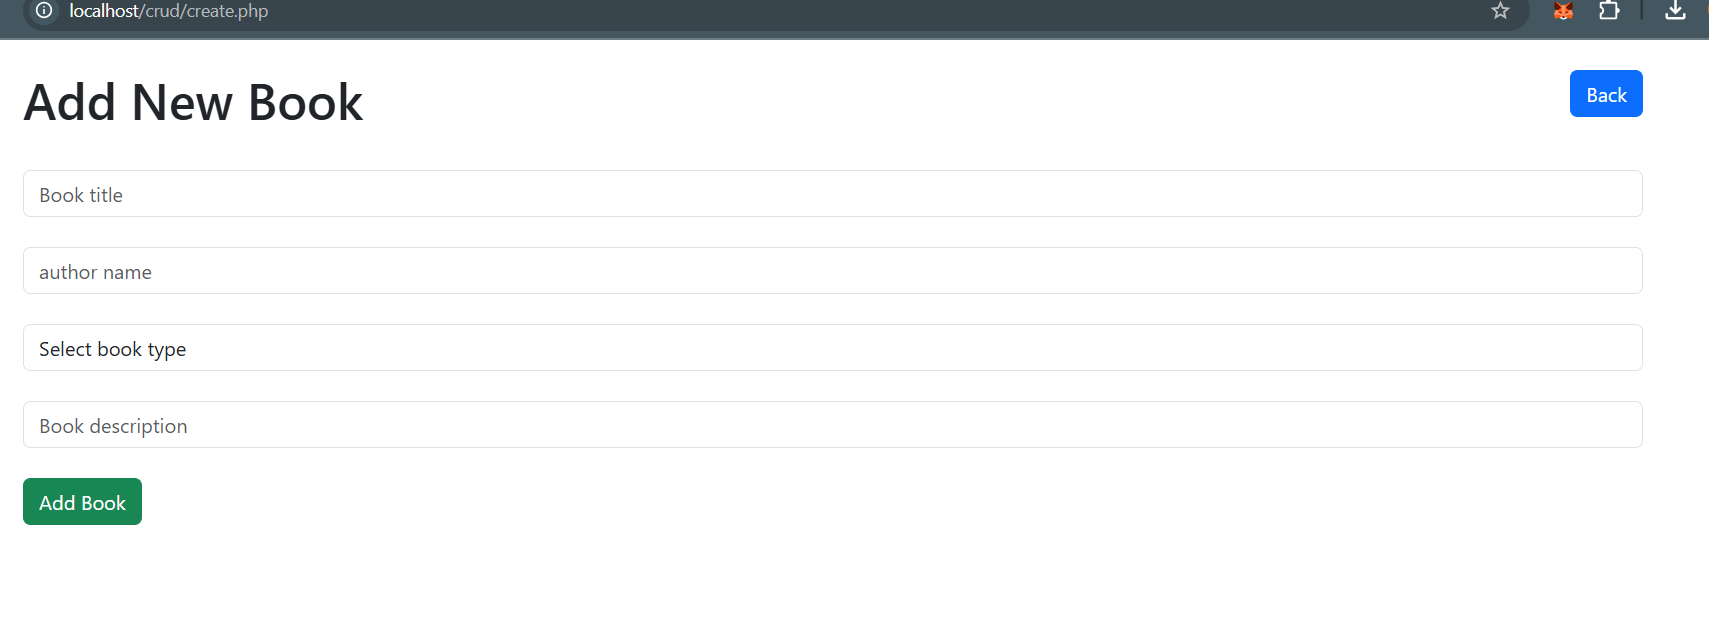 localhost/crud/create.php
Add New Book
Back
Book title
author name
Select book type
Book description
Add Book